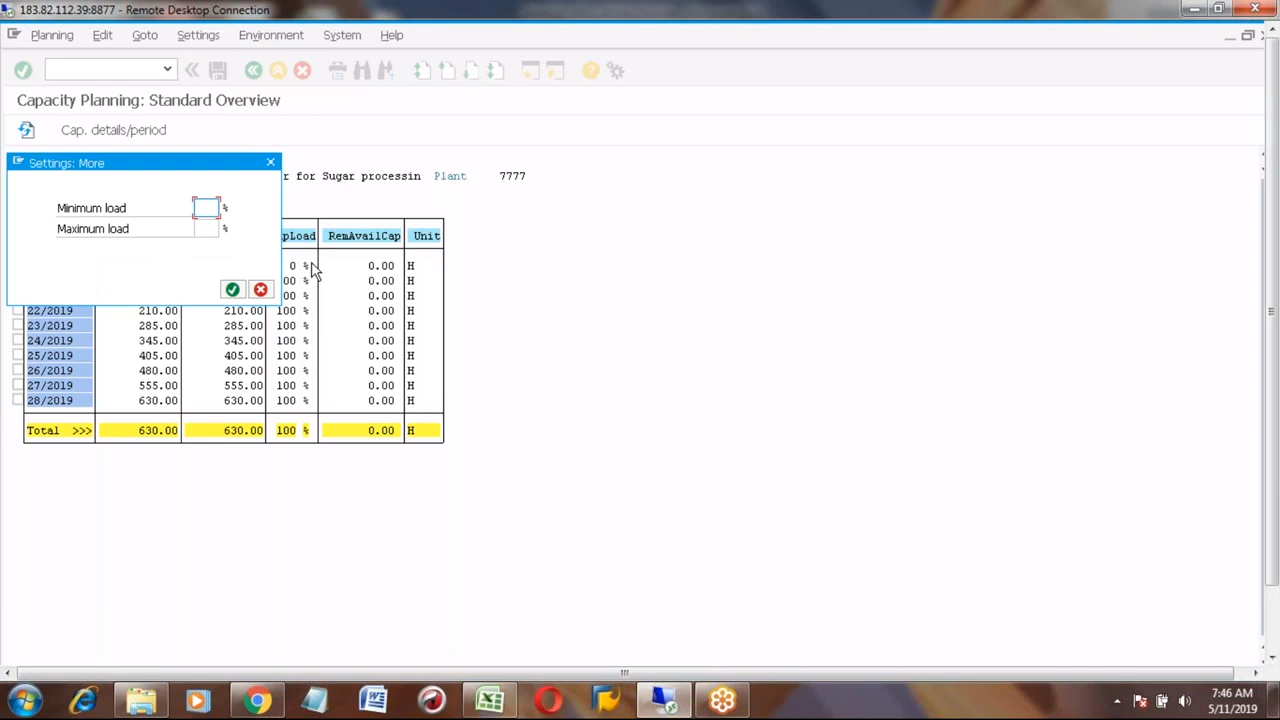 183.82.112.39:8877 - Remote Desktop Connection
Planning Edit Goto Settings Environment System Help
Capacity Planning: Standard Overview
Cap. details/period
Settings: More
Minimum load %
Maximum load %
r for Sugar processin Plant 7777
pLoad RemAvailCap Unit
0 % 0.00 H
00 % 0.00 H
00 % 0.00 H
22/2019 210.00 210.00 100 % 0.00 H
23/2019 285.00 285.00 100 % 0.00 H
24/2019 345.00 345.00 100 % 0.00 H
25/2019 405.00 405.00 100 % 0.00 H
26/2019 480.00 480.00 100 % 0.00 H
27/2019 555.00 555.00 100 % 0.00 H
28/2019 630.00 630.00 100 % 0.00 H
Total >>> 630.00 630.00 100 % 0.00 H
7:46 AM
5/11/2019